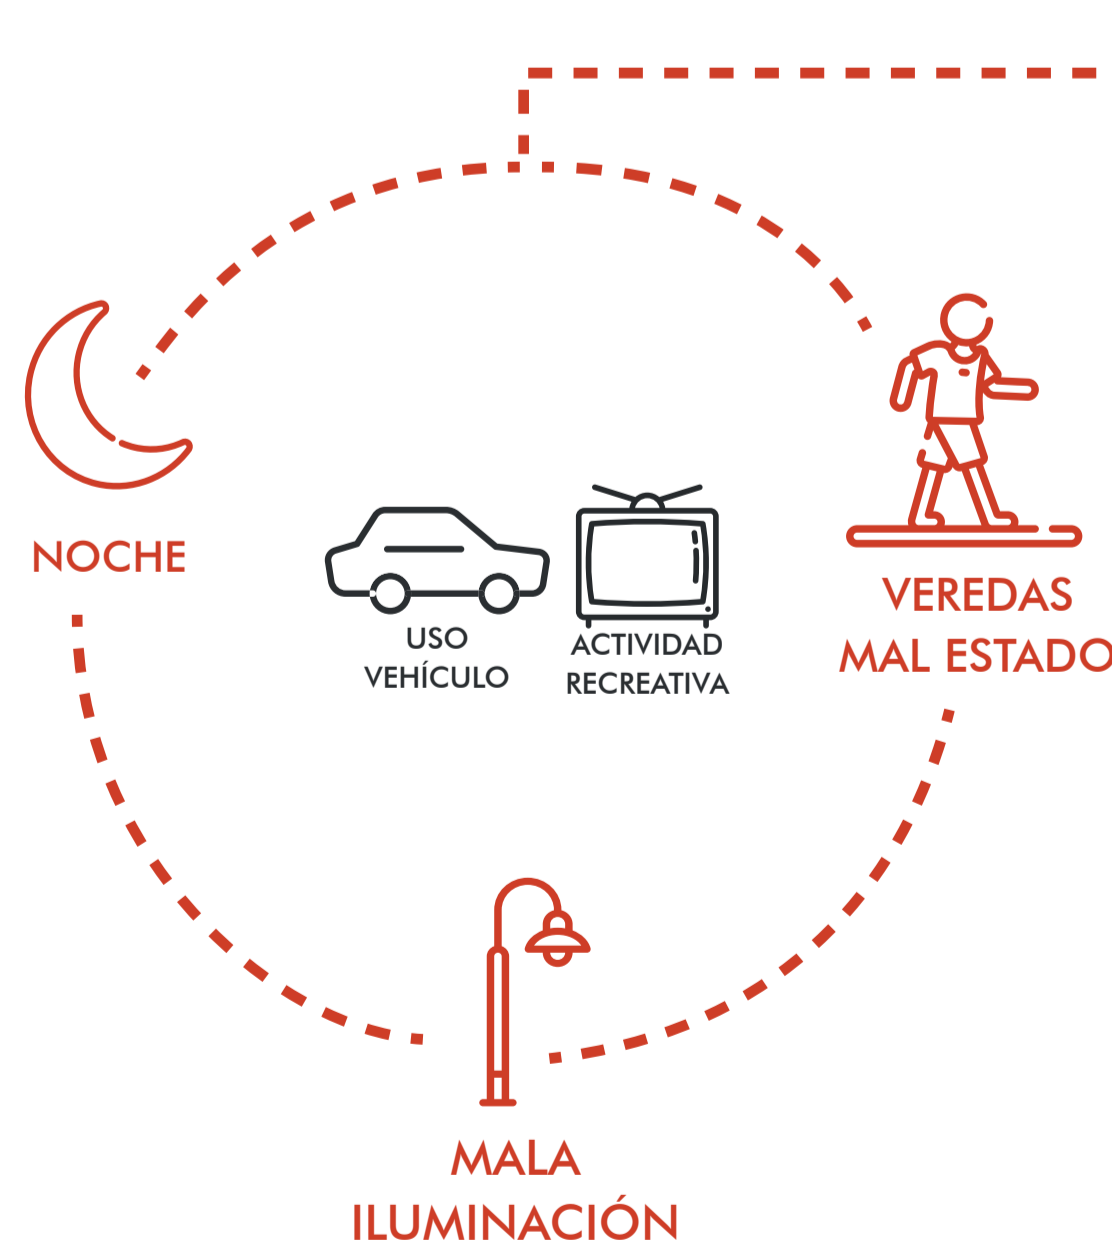 NOCHE
USO
VEHÍCULO
ACTIVIDAD
RECREATIVA
VEREDAS
MAL ESTADO
MALA
ILUMINACIÓN